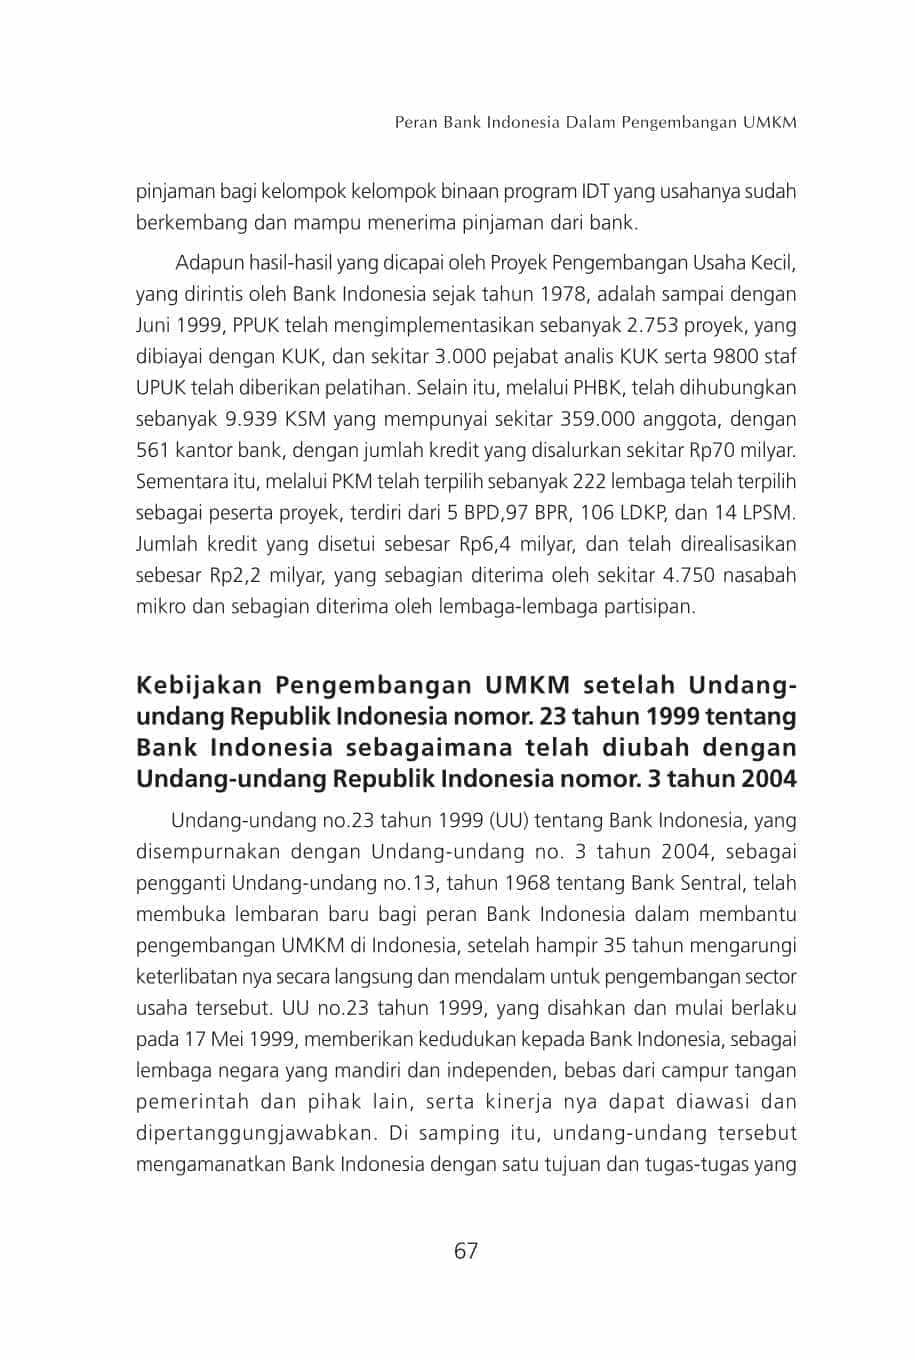 Peran Bank Indonesia Dalam Pengembangan UMKM
pinjaman bagi kelompok kelompok binaan program IDT yang usahanya sudah
berkembang dan mampu menerima pinjaman dari bank.
Adapun hasil-hasil yang dicapai oleh Proyek Pengembangan Usaha Kecil,
yang dirintis oleh Bank Indonesia sejak tahun 1978, adalah sampai dengan
Juni 1999, PPUK telah mengimplementasikan sebanyak 2.753 proyek, yang
dibiayai dengan KUK, dan sekitar 3.000 pejabat analis KUK serta 9800 staf
UPUK telah diberikan pelatihan. Selain itu, melalui PHBK, telah dihubungkan
sebanyak 9.939 KSM yang mempunyai sekitar 359.000 anggota, dengan
561 kantor bank, dengan jumlah kredit yang disalurkan sekitar Rp70 milyar.
Sementara itu, melalui PKM telah terpilih sebanyak 222 lembaga telah terpilih
sebagai peserta proyek, terdiri dari 5 BPD,97 BPR, 106 LDKP, dan 14 LPSM.
Jumlah kredit yang disetui sebesar Rp6,4 milyar, dan telah direalisasikan
sebesar Rp2,2 milyar, yang sebagian diterima oleh sekitar 4.750 nasabah
mikro dan sebagian diterima oleh lembaga-lembaga partisipan.
Kebijakan Pengembangan UMKM setelah Undang-
undang Republik Indonesia nomor. 23 tahun 1999 tentang
Bank Indonesia sebagaimana telah diubah dengan
Undang-undang Republik Indonesia nomor. 3 tahun 2004
Undang-undang no.23 tahun 1999 (UU) tentang Bank Indonesia, yang
disempurnakan dengan Undang-undang no. 3 tahun 2004, sebagai
pengganti Undang-undang no.13, tahun 1968 tentang Bank Sentral, telah
membuka lembaran baru bagi peran Bank Indonesia dalam membantu
pengembangan UMKM di Indonesia, setelah hampir 35 tahun mengarungi
keterlibatan nya secara langsung dan mendalam untuk pengembangan sector
usaha tersebut. UU no.23 tahun 1999, yang disahkan dan mulai berlaku
pada 17 Mei 1999, memberikan kedudukan kepada Bank Indonesia, sebagai
lembaga negara yang mandiri dan independen, bebas dari campur tangan
pemerintah dan pihak lain, serta kinerja nya dapat diawasi dan
dipertanggungjawabkan. Di samping itu, undang-undang tersebut
mengamanatkan Bank Indonesia dengan satu tujuan dan tugas-tugas yang
67